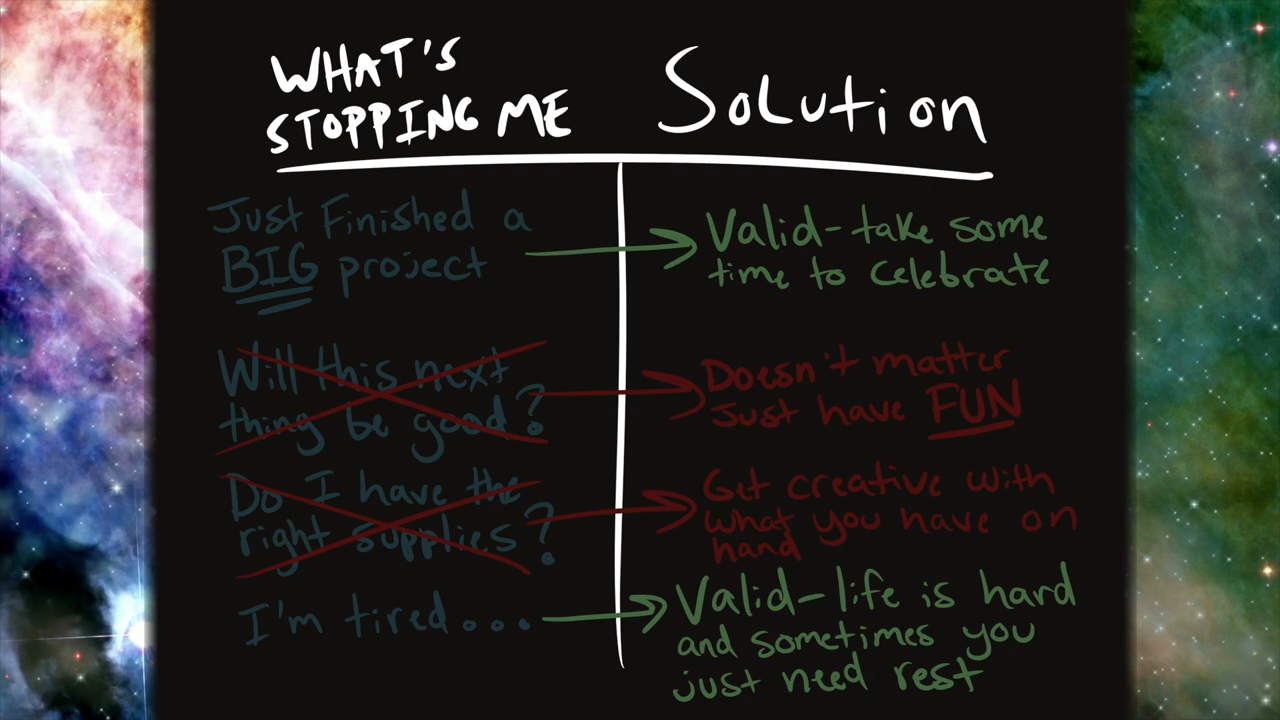 WHAT'S
STOPPING ME
Solution
Just Finished a
BIG project
Valid-take some
time to celebrate
Will this next
thing be good?
Doesn't matter
Just have FUN
Do I have the
right supplies?
Get creative with
what you have on
hand
I'm tired...
Valid-life is hard
and sometimes you
just need rest